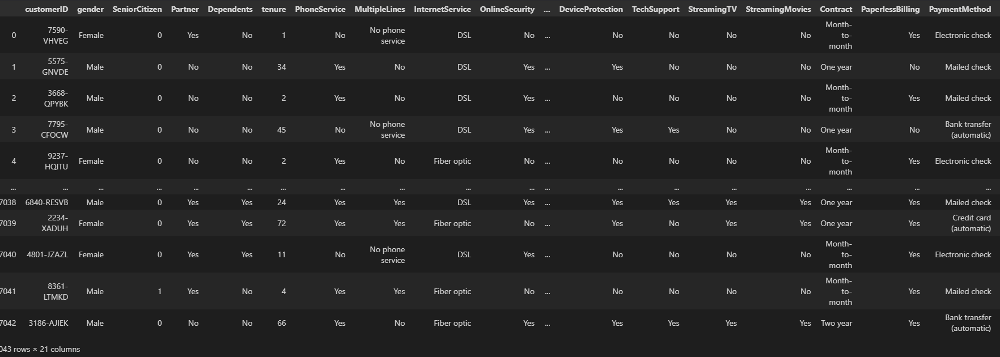 customerID gender SeniorCitizen Partner Dependents tenure PhoneService MultipleLines InternetService OnlineSecurity ... DeviceProtection TechSupport StreamingTV StreamingMovies Contract PaperlessBilling PaymentMethod
0 7590-VHVEG Female 0 Yes No 1 No No phone service DSL No ... No No No No Month-to-month Yes Electronic check
1 5575-GNVDE Male 0 No No 34 Yes No DSL Yes ... Yes No No No One year No Mailed check
2 3668-QPYBK Male 0 No No 2 Yes No DSL Yes ... No No No No Month-to-month Yes Mailed check
3 7795-CFOCW Male 0 No No 45 No No phone service DSL Yes ... Yes Yes No No One year No Bank transfer (automatic)
4 9237-HQITU Female 0 No No 2 Yes No Fiber optic No ... No No No No Month-to-month Yes Electronic check
... ... ... ... ... ... ... ... ... ... ... ... ... ... ... ... ... ... ...
7038 6840-RESVB Male 0 Yes Yes 24 Yes Yes DSL Yes ... Yes Yes Yes Yes One year Yes Mailed check
7039 2234-XADUH Female 0 Yes Yes 72 Yes Yes Fiber optic No ... Yes No Yes Yes One year Yes Credit card (automatic)
7040 4801-JZAZL Female 0 Yes Yes 11 No No phone service DSL Yes ... No No No No Month-to-month Yes Electronic check
7041 8361-LTMKD Male 1 Yes No 4 Yes Yes Fiber optic No ... No No No No Month-to-month Yes Mailed check
7042 3186-AJIEK Male 0 No No 66 Yes No Fiber optic Yes ... Yes Yes Yes Yes Two year Yes Bank transfer (automatic)
043 rows × 21 columns